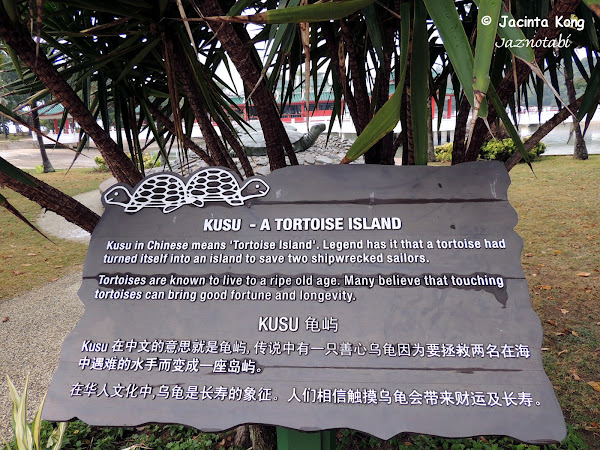 © Jacinta Kong
Jaznotabi
KUSU - A TORTOISE ISLAND
Kusu in Chinese means 'Tortoise Island'. Legend has it that a tortoise had
turned itself into an island to save two shipwrecked sailors.
Tortoises are known to live to a ripe old age. Many believe that touching
tortoises can bring good fortune and longevity.
KUSU 龟屿
Kusu 在中文的意思就是龟屿, 传说中有一只善心乌龟因为要拯救两名在海
中遇难的水手而变成一座岛屿。
在华人文化中,乌龟是长寿的象征。人们相信触摸乌龟会带来财运及长寿。